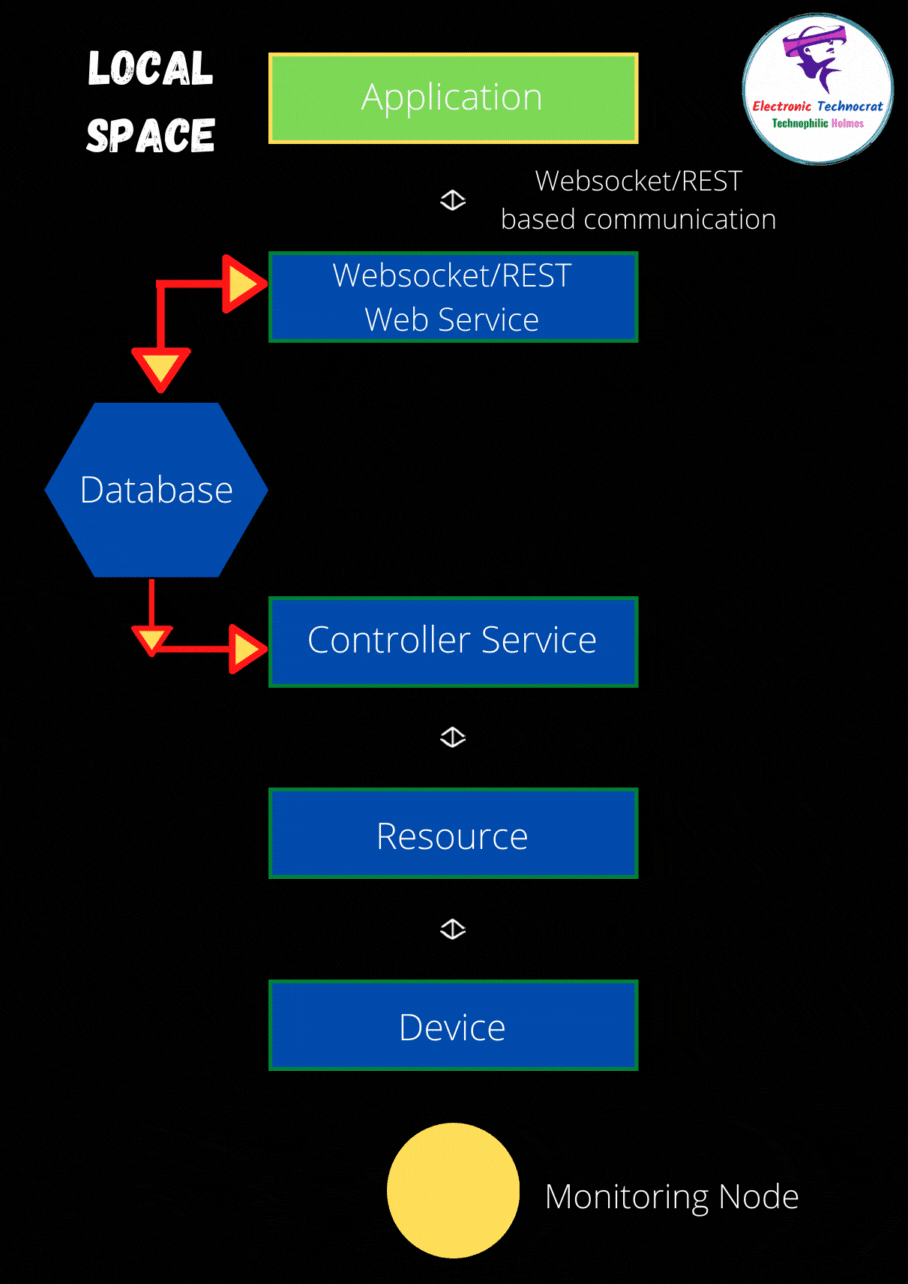 LOCAL
SPACE
Application
Electronic Technocrat
Technophilic Holmos
Websocket/REST
based communication
Websocket/REST
Web Service
Database
Controller Service
Resource
Device
Monitoring Node